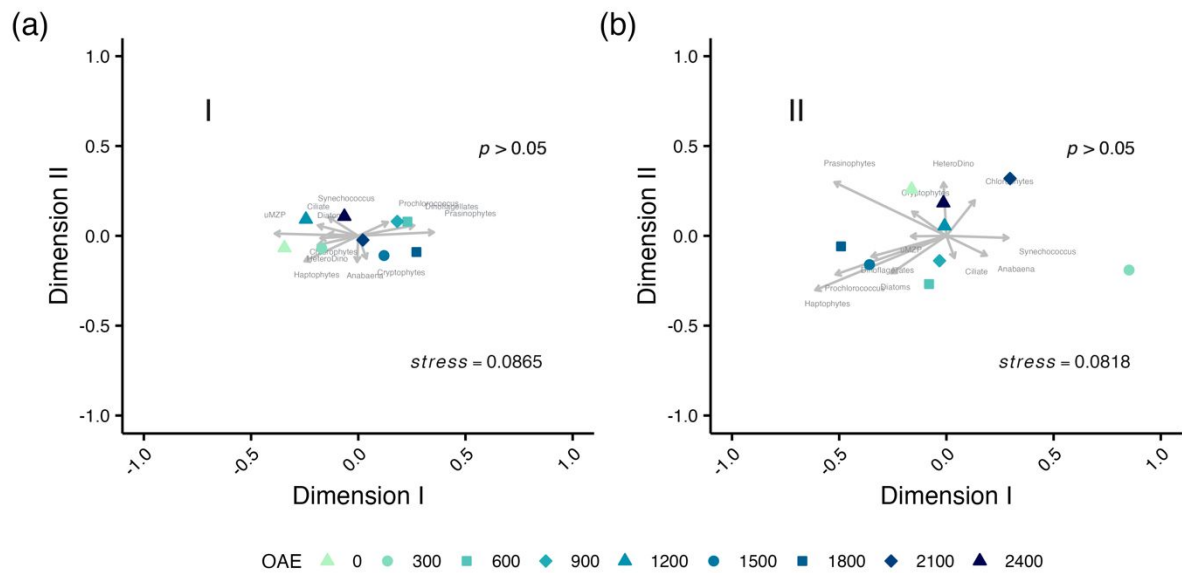 (a)
I
p > 0.05
Synechococcus
Ciliate
Prochlorococcus
Dinoflagellates
uMZP
Diatoms
Prasinophytes
Chlorophytes
HeteroDino
Haptophytes
Anabaena
Cryptophytes
stress = 0.0865
Dimension II
1.0
0.5
0.0
-0.5
-1.0
-1.0
-0.5
0.0
0.5
1.0
Dimension I
(b)
II
p > 0.05
Prasinophytes
HeteroDino
Cryptophytes
Chlorophytes
uMZP
Synechococcus
Dinoflagellates
Ciliate
Anabaena
Prochlorococcus
Diatoms
Haptophytes
stress = 0.0818
Dimension II
1.0
0.5
0.0
-0.5
-1.0
-1.0
-0.5
0.0
0.5
1.0
Dimension I
OAE 0 300 600 900 1200 1500 1800 2100 2400